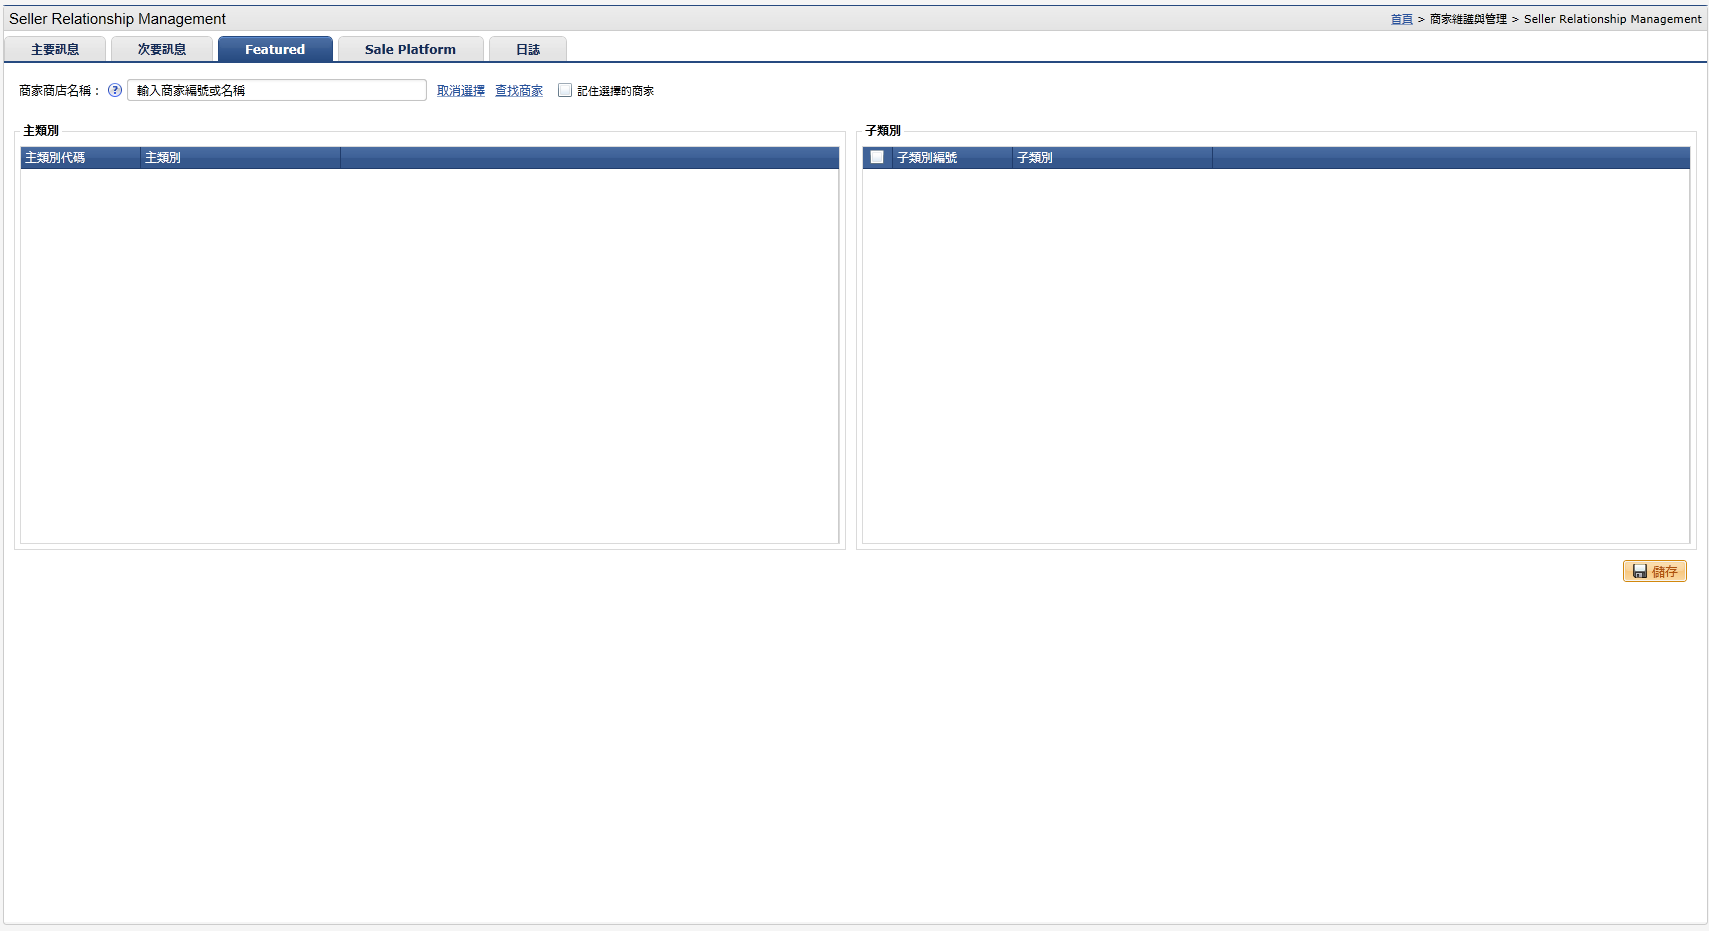 Seller Relationship Management
首頁 > 商家維護與管理 > Seller Relationship Management
主要訊息 次要訊息 Featured Sale Platform 日誌
商家商店名稱： ? 輸入商家編號或名稱 取消選擇 查找商家 記住選擇的商家
主類別
主類別代碼 主類別
子類別
子類別編號 子類別
儲存